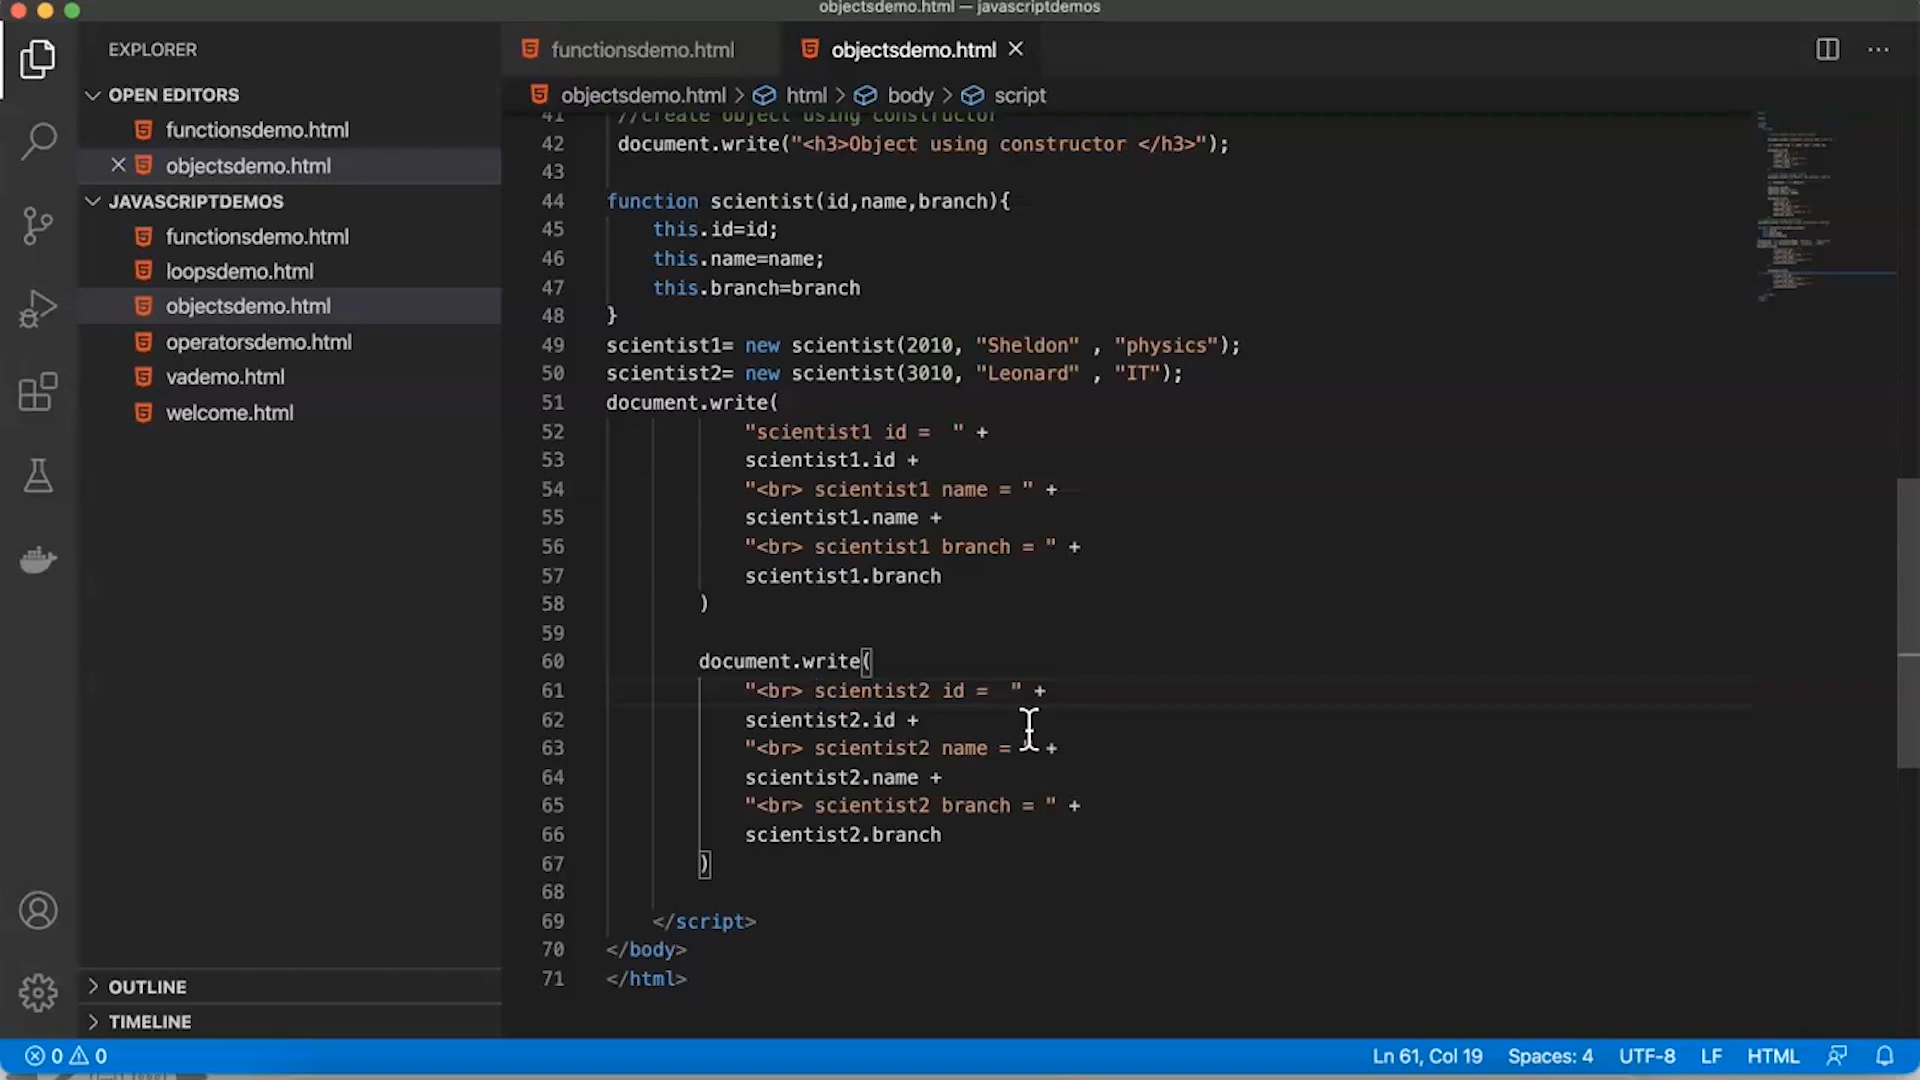 objectsdemo.html — javascriptdemos
EXPLORER
OPEN EDITORS
functionsdemo.html
objectsdemo.html
JAVASCRIPTDEMOS
functionsdemo.html
loopsdemo.html
objectsdemo.html
operatorsdemo.html
vademo.html
welcome.html
OUTLINE
TIMELINE
functionsdemo.html
objectsdemo.html
objectsdemo.html > html > body > script
41 //create object using constructor
42 document.write("<h3>Object using constructor </h3>");
43
44 function scientist(id,name,branch){
45 this.id=id;
46 this.name=name;
47 this.branch=branch
48 }
49 scientist1= new scientist(2010, "Sheldon" , "physics");
50 scientist2= new scientist(3010, "Leonard" , "IT");
51 document.write(
52 "scientist1 id =  " +
53 scientist1.id +
54 "<br> scientist1 name = " +
55 scientist1.name +
56 "<br> scientist1 branch = " +
57 scientist1.branch
58 )
59
60 document.write(
61 "<br> scientist2 id =  " +
62 scientist2.id +
63 "<br> scientist2 name = " +
64 scientist2.name +
65 "<br> scientist2 branch = " +
66 scientist2.branch
67 )
68
69 </script>
70 </body>
71 </html>
0 0
Ln 61, Col 19 Spaces: 4 UTF-8 LF HTML